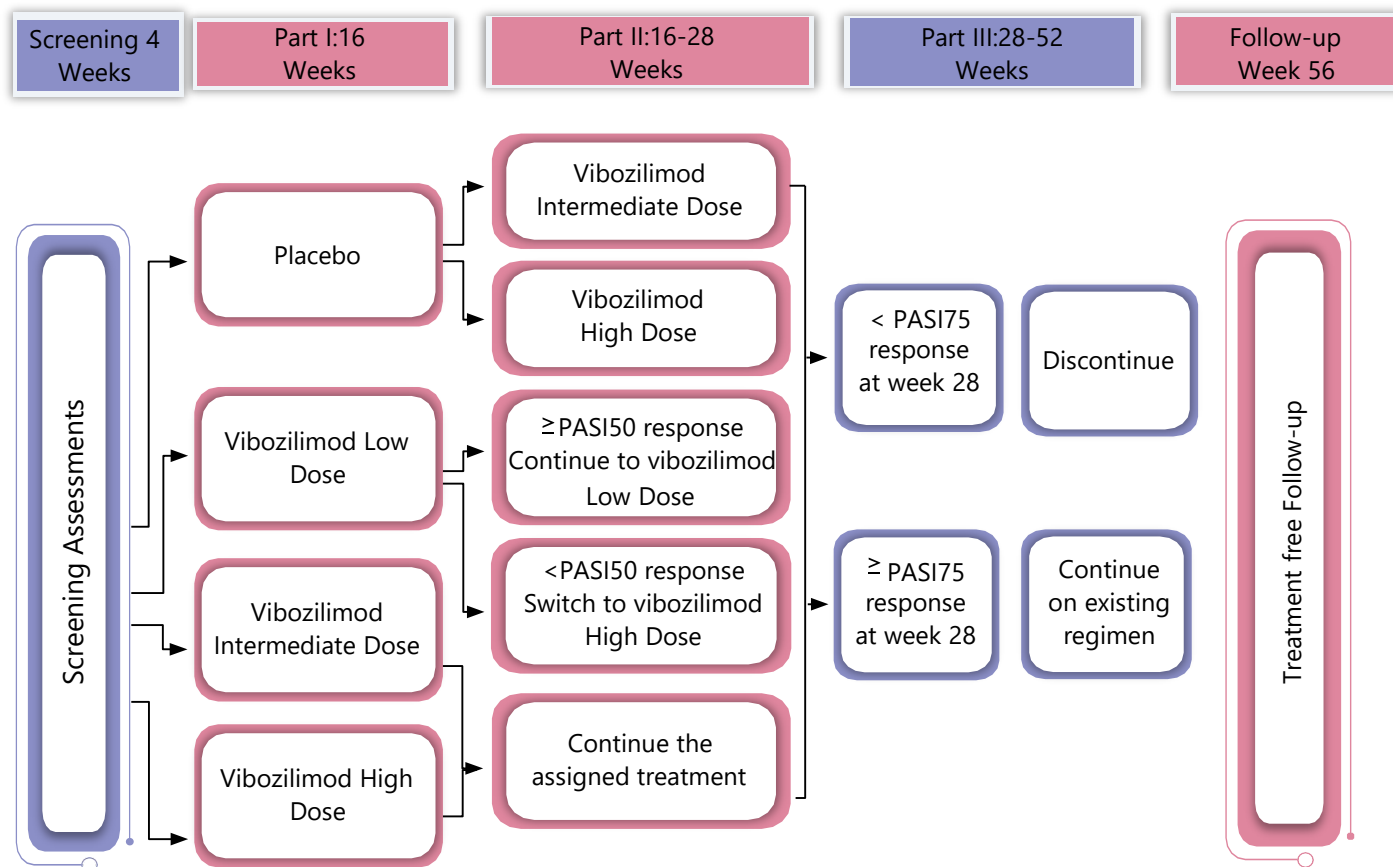 Screening 4
Weeks
Part I:16
Weeks
Part II:16-28
Weeks
Part III:28-52
Weeks
Follow-up
Week 56
Screening Assessments
Placebo
Vibozilimod Low
Dose
Vibozilimod
Intermediate Dose
Vibozilimod High
Dose
Vibozilimod
Intermediate Dose
Vibozilimod
High Dose
≥PASI50 response
Continue to vibozilimod
Low Dose
<PASI50 response
Switch to vibozilimod
High Dose
Continue the
assigned treatment
< PASI75
response
at week 28
Discontinue
≥ PASI75
response
at week 28
Continue
on existing
regimen
Treatment free Follow-up